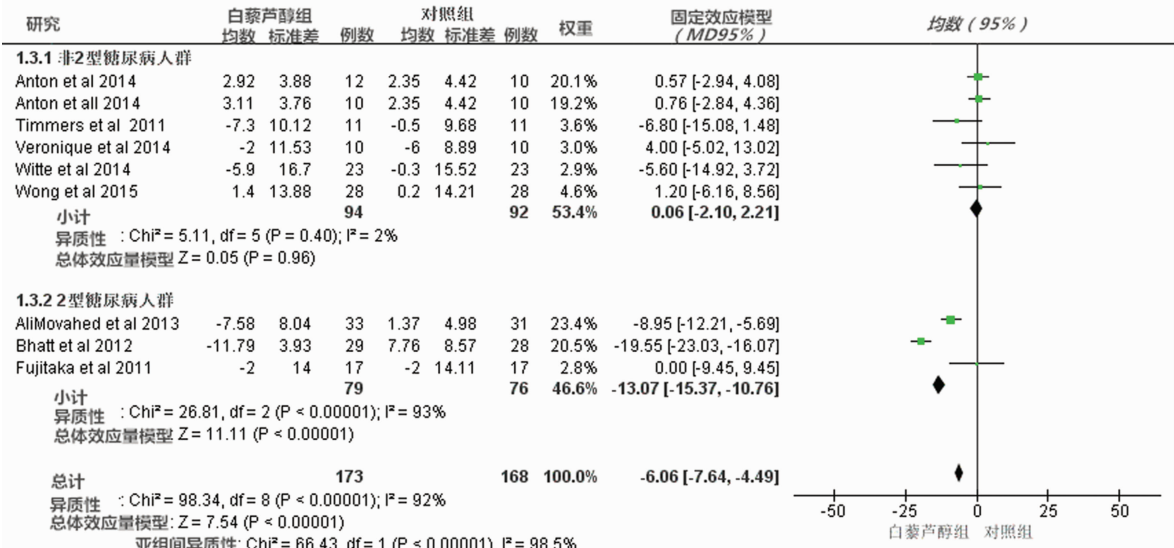 研究 白藜芦醇组 对照组 权重 固定效应模型 均数（95%）
均数 标准差 例数 均数 标准差 例数 （MD95%）
1.3.1 非2型糖尿病人群
Anton et al 2014 2.92 3.88 12 2.35 4.42 10 20.1% 0.57 [-2.94, 4.08]
Anton et all 2014 3.11 3.76 10 2.35 4.42 10 19.2% 0.76 [-2.84, 4.36]
Timmers et al 2011 -7.3 10.12 11 -0.5 9.68 11 3.6% -6.80 [-15.08, 1.48]
Veronique et al 2014 -2 11.53 10 -6 8.89 10 3.0% 4.00 [-5.02, 13.02]
Witte et al 2014 -5.9 16.7 23 -0.3 15.52 23 2.9% -5.60 [-14.92, 3.72]
Wong et al 2015 1.4 13.88 28 0.2 14.21 28 4.6% 1.20 [-6.16, 8.56]
小计 94 92 53.4% 0.06 [-2.10, 2.21]
异质性 : Chi² = 5.11, df = 5 (P = 0.40); I² = 2%
总体效应量模型 Z = 0.05 (P = 0.96)
1.3.2 2型糖尿病人群
AliMovahed et al 2013 -7.58 8.04 33 1.37 4.98 31 23.4% -8.95 [-12.21, -5.69]
Bhatt et al 2012 -11.79 3.93 29 7.76 8.57 28 20.5% -19.55 [-23.03, -16.07]
Fujitaka et al 2011 -2 14 17 -2 14.11 17 2.8% 0.00 [-9.45, 9.45]
小计 79 76 46.6% -13.07 [-15.37, -10.76]
异质性 : Chi² = 26.81, df = 2 (P < 0.00001); I² = 93%
总体效应量模型 Z = 11.11 (P < 0.00001)
总计 173 168 100.0% -6.06 [-7.64, -4.49]
异质性 : Chi² = 98.34, df = 8 (P < 0.00001); I² = 92%
总体效应量模型: Z = 7.54 (P < 0.00001)
亚组间异质性: Chi² = 66.43, df = 1 (P < 0.00001), I² = 98.5%
-50 -25 0 25 50
白藜芦醇组 对照组